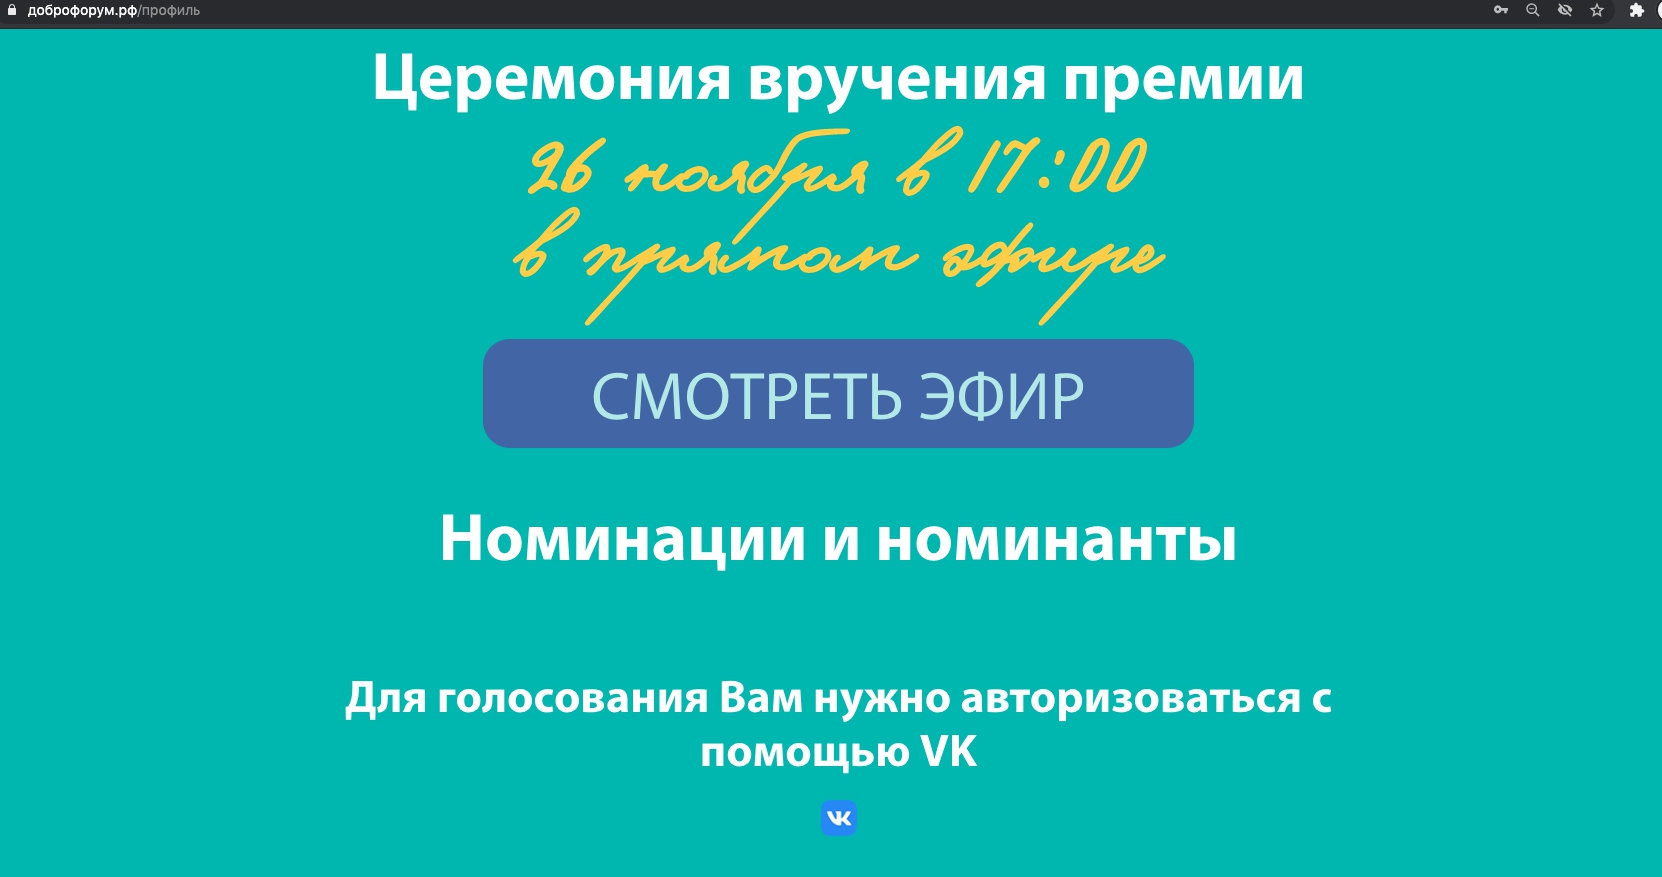 доброфорум.рф/профиль
Церемония вручения премии
26 ноября в 17:00
в прямом эфире
СМОТРЕТЬ ЭФИР
Номинации и номинанты
Для голосования Вам нужно авторизоваться с
помощью VK